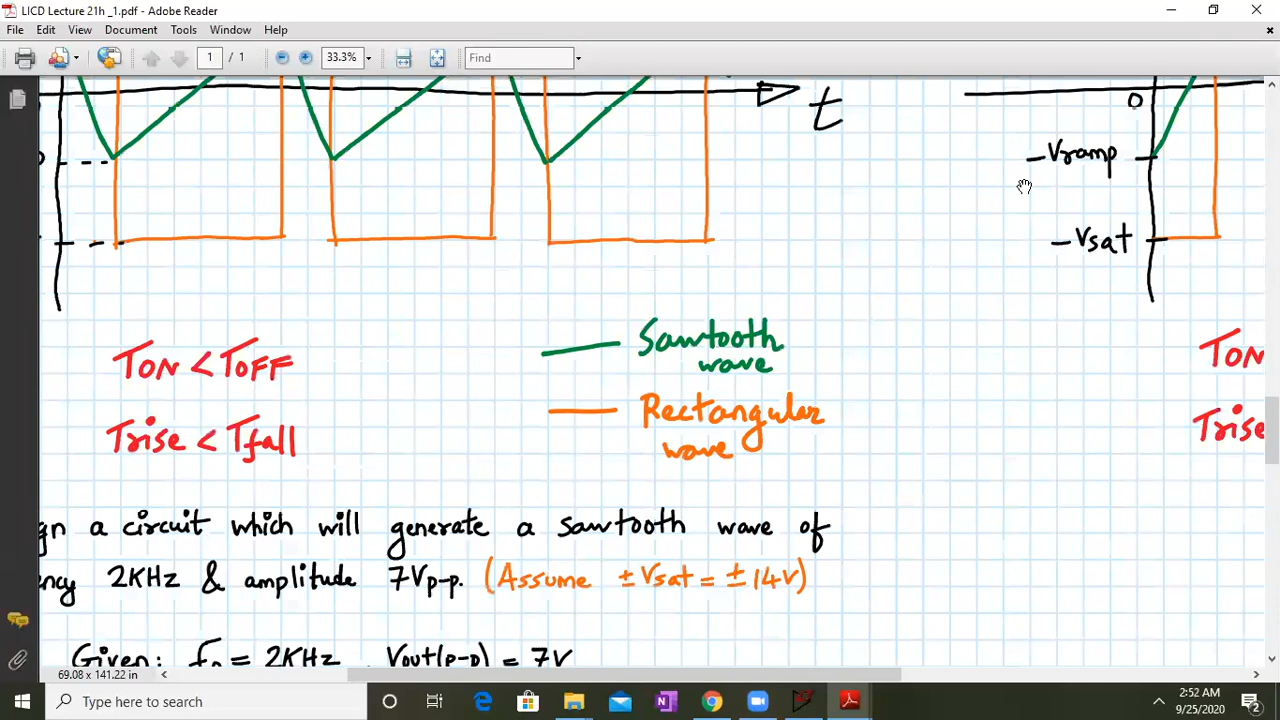 LICD Lecture 21h _1.pdf - Adobe Reader
File Edit View Document Tools Window Help
1 / 1 33.3% Find
t
0
-Vramp
-Vsat
TON < TOFF
Trise < Tfall
Sawtooth
wave
Rectangular
wave
TON
Trise
gn a circuit which will generate a sawtooth wave of
ency 2KHz & amplitude 7Vp-p. (Assume ±Vsat = ±14V)
Given: fo = 2KHz, Vout(p-p) = 7V
69.08 x 141.22 in
Type here to search
2:52 AM
9/25/2020
2